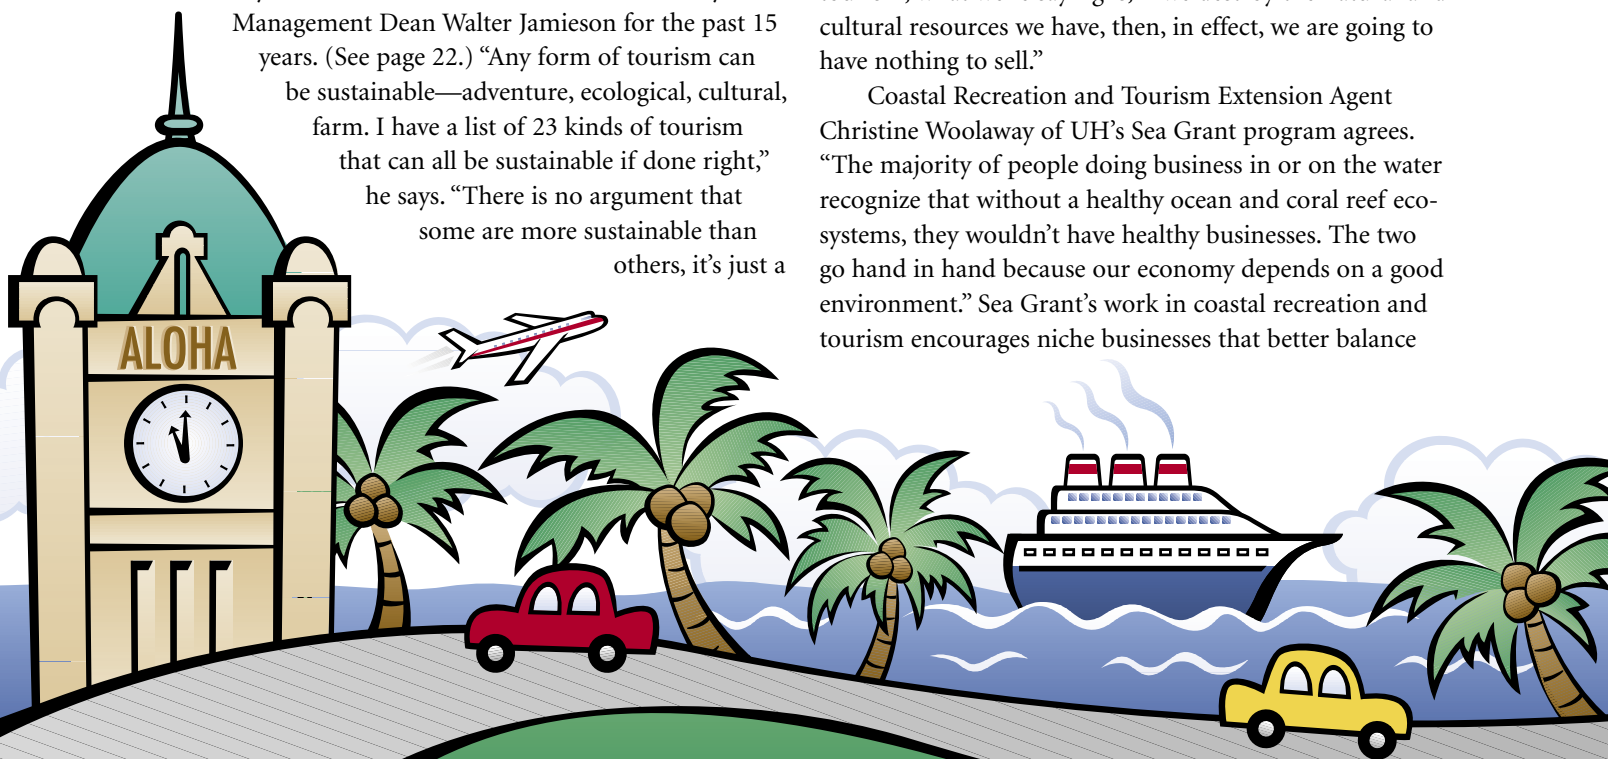 Management Dean Walter Jamieson for the past 15
years. (See page 22.) “Any form of tourism can
be sustainable—adventure, ecological, cultural,
farm. I have a list of 23 kinds of tourism
that can all be sustainable if done right,”
he says. “There is no argument that
some are more sustainable than
others, it’s just a
cultural resources we have, then, in effect, we are going to
have nothing to sell.”
Coastal Recreation and Tourism Extension Agent
Christine Woolaway of UH’s Sea Grant program agrees.
“The majority of people doing business in or on the water
recognize that without a healthy ocean and coral reef eco-
systems, they wouldn’t have healthy businesses. The two
go hand in hand because our economy depends on a good
environment.” Sea Grant’s work in coastal recreation and
tourism encourages niche businesses that better balance
ALOHA